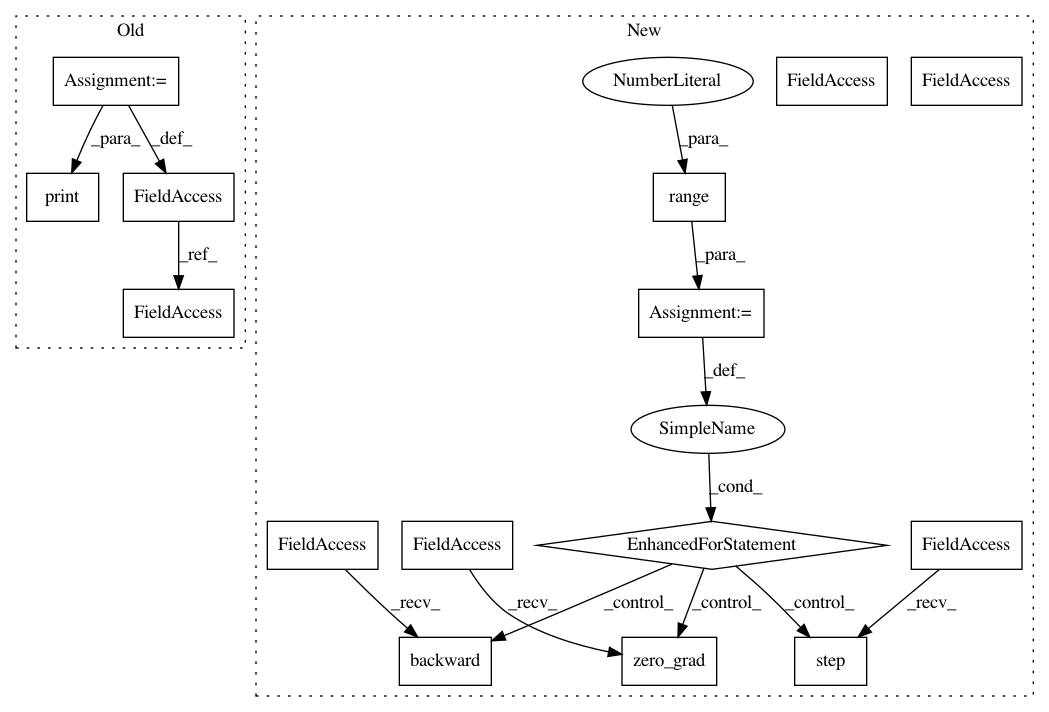 Old
New
Assignment:=
NumberLiteral
FieldAccess
FieldAccess
_para_
_def_
_para_
print
FieldAccess
range
_ref_
_para_
FieldAccess
Assignment:=
_def_
SimpleName
_cond_
FieldAccess
FieldAccess
EnhancedForStatement
FieldAccess
_recv_
_recv_
_control_
_control_
_control_
_recv_
backward
zero_grad
step